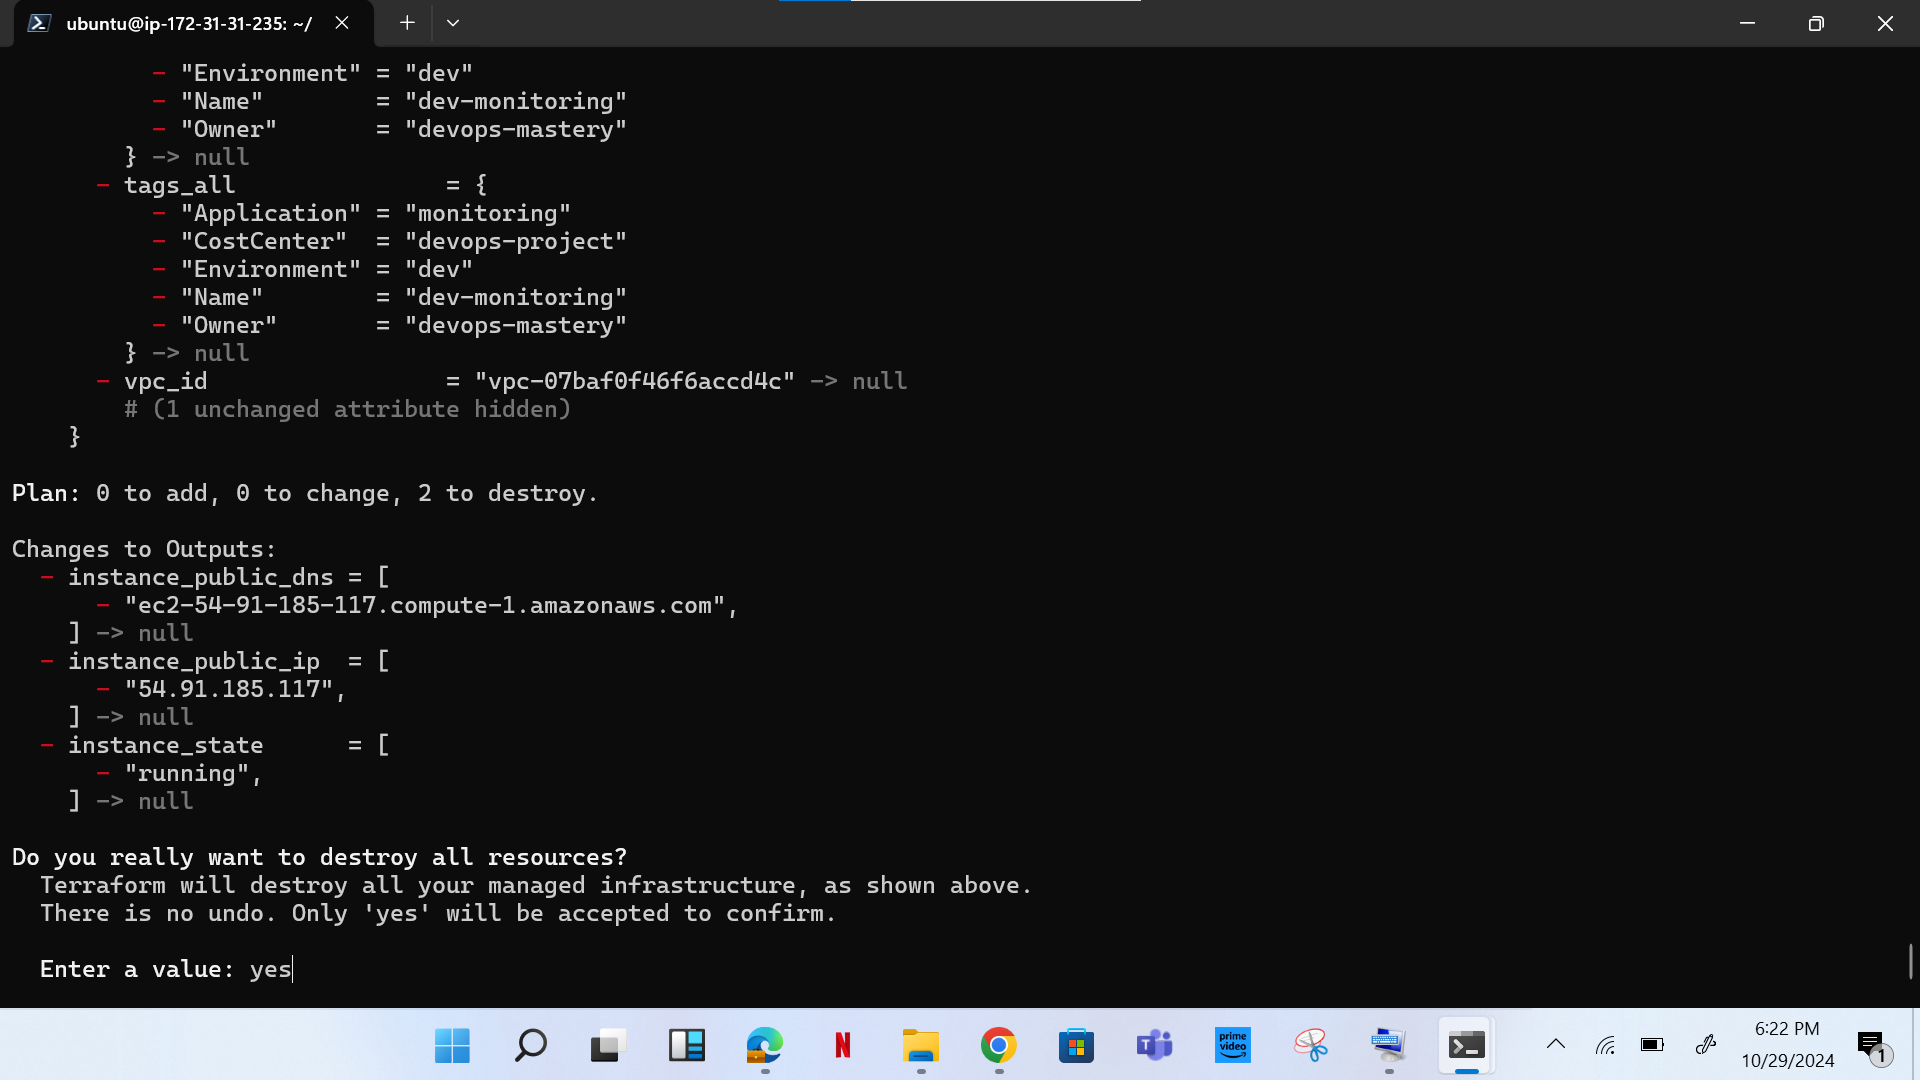 ubuntu@ip-172-31-31-235: ~/
- "Environment" = "dev"
- "Name"        = "dev-monitoring"
- "Owner"       = "devops-mastery"
} -> null
- tags_all               = {
- "Application" = "monitoring"
- "CostCenter"  = "devops-project"
- "Environment" = "dev"
- "Name"        = "dev-monitoring"
- "Owner"       = "devops-mastery"
} -> null
- vpc_id                 = "vpc-07baf0f46f6accd4c" -> null
# (1 unchanged attribute hidden)
}
Plan: 0 to add, 0 to change, 2 to destroy.
Changes to Outputs:
- instance_public_dns = [
- "ec2-54-91-185-117.compute-1.amazonaws.com",
] -> null
- instance_public_ip  = [
- "54.91.185.117",
] -> null
- instance_state      = [
- "running",
] -> null
Do you really want to destroy all resources?
Terraform will destroy all your managed infrastructure, as shown above.
There is no undo. Only 'yes' will be accepted to confirm.
Enter a value: yes
N
T
prime
video
6:22 PM
10/29/2024
1